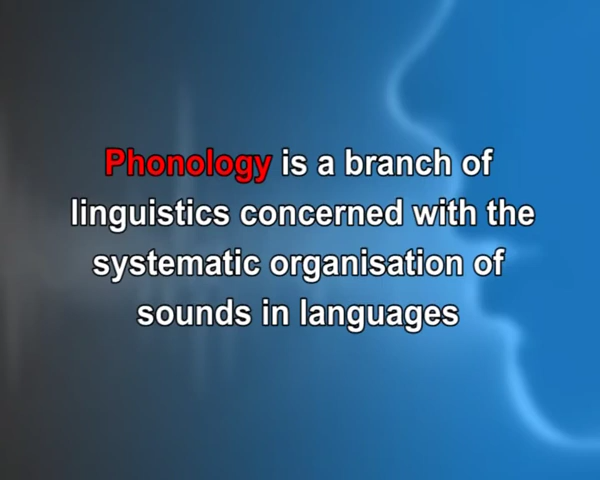 Phonology is a branch of
linguistics concerned with the
systematic organisation of
sounds in languages